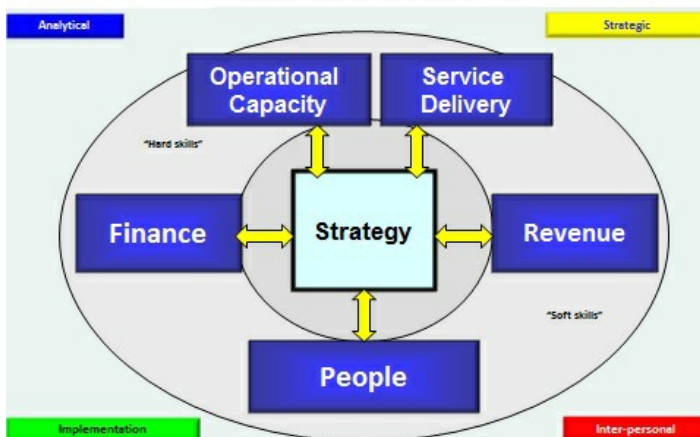 Analytical
Strategic
Operational
Capacity
Service
Delivery
"Hard skills"
Finance
Strategy
Revenue
"Soft skills"
People
Implementation
Inter-personal